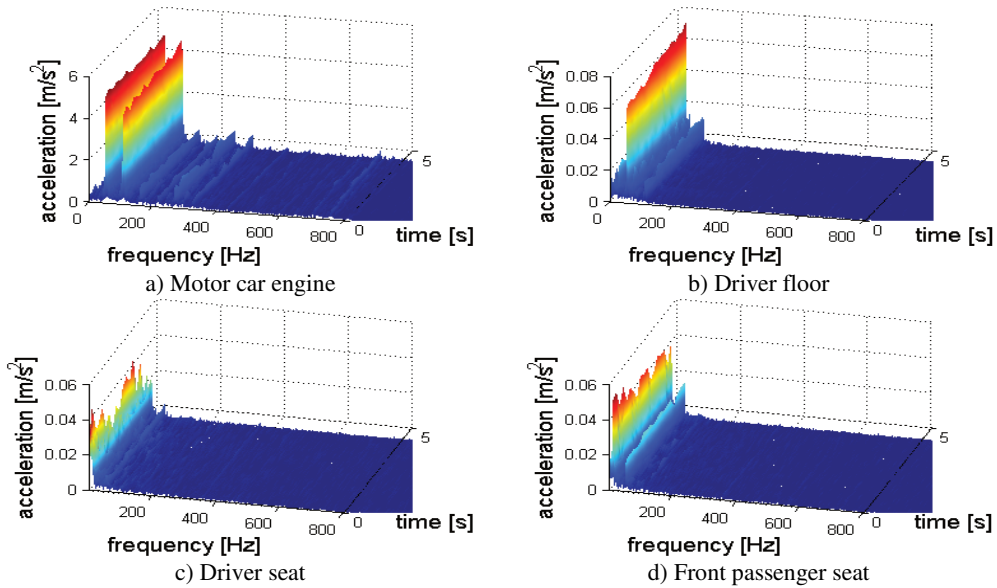 acceleration [m/s²]
6
4
2
0
0
200
400
600
800
0
5
frequency [Hz]
time [s]
a) Motor car engine
acceleration [m/s²]
0.08
0.06
0.04
0.02
0
200
400
600
800
0
5
frequency [Hz]
time [s]
b) Driver floor
acceleration [m/s²]
0.06
0.04
0.02
0
200
400
600
800
0
5
frequency [Hz]
time [s]
c) Driver seat
acceleration [m/s²]
0.06
0.04
0.02
0
200
400
600
800
0
5
frequency [Hz]
time [s]
d) Front passenger seat